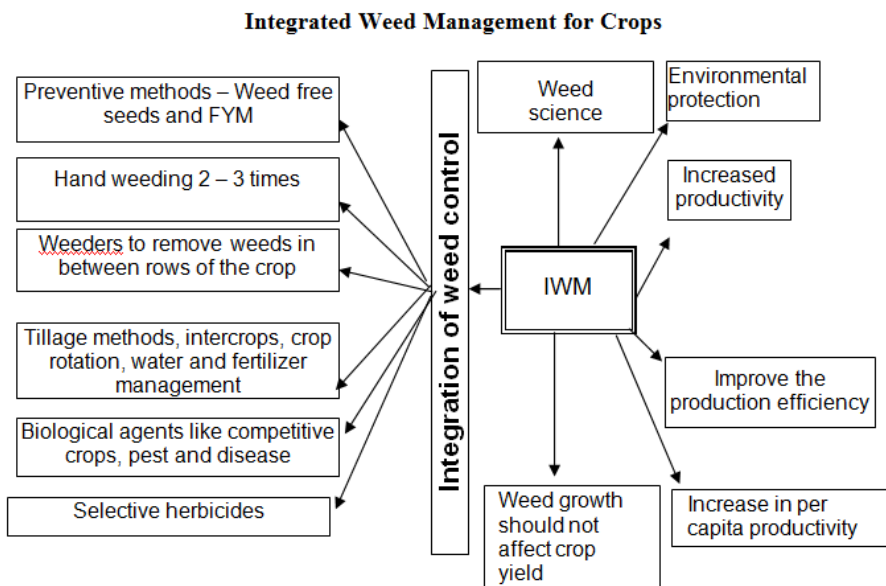 Integrated Weed Management for Crops
Preventive methods – Weed free
seeds and FYM
Hand weeding 2 – 3 times
Weeders to remove weeds in
between rows of the crop
Tillage methods, intercrops, crop
rotation, water and fertilizer
management
Biological agents like competitive
crops, pest and disease
Selective herbicides
Integration of weed control
Weed
science
IWM
Weed growth
should not
affect crop
yield
Environmental
protection
Increased
productivity
Improve the
production efficiency
Increase in per
capita productivity